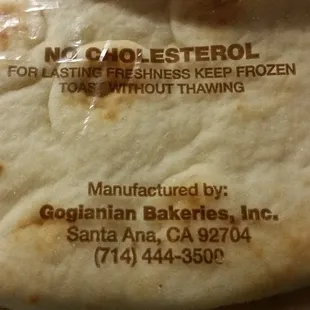 NO CHOLESTEROL
FOR LASTING FRESHNESS KEEP FROZEN
TOAST WITHOUT THAWING
Manufactured by:
Gogianian Bakeries, Inc.
Santa Ana, CA 92704
(714) 444-3500